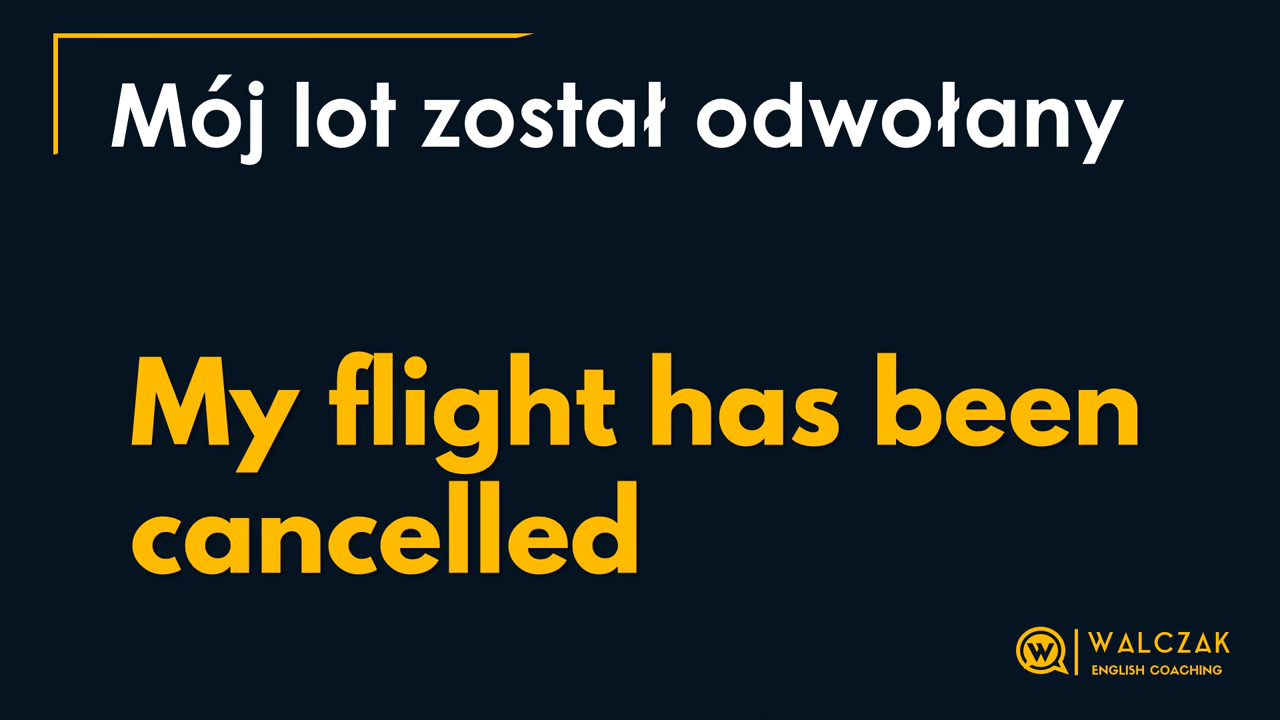 Mój lot został odwołany
My flight has been
cancelled
W
WALCZAK
ENGLISH COACHING